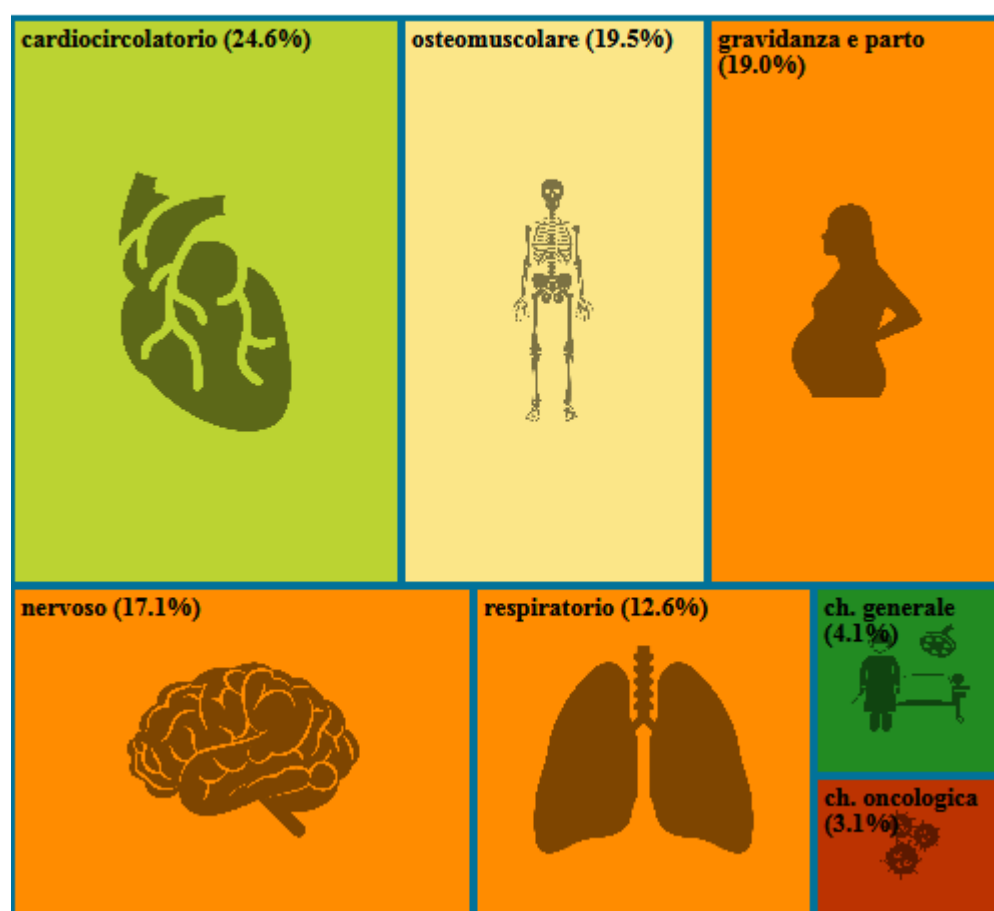 cardiocircolatorio (24.6%)
osteomuscolare (19.5%)
gravidanza e parto
(19.0%)
nervoso (17.1%)
respiratorio (12.6%)
ch. generale
(4.1%)
ch. oncologica
(3.1%)